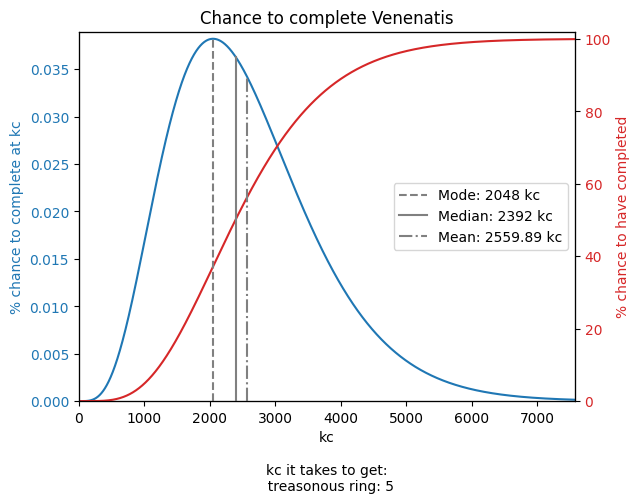 Chance to complete Venenatis
% chance to complete at kc
0.035
0.030
0.025
0.020
0.015
0.010
0.005
0.000
100
80
60
40
20
0
% chance to have completed
Mode: 2048 kc
Median: 2392 kc
Mean: 2559.89 kc
0 1000 2000 3000 4000 5000 6000 7000
kc
kc it takes to get:
treasonous ring: 5